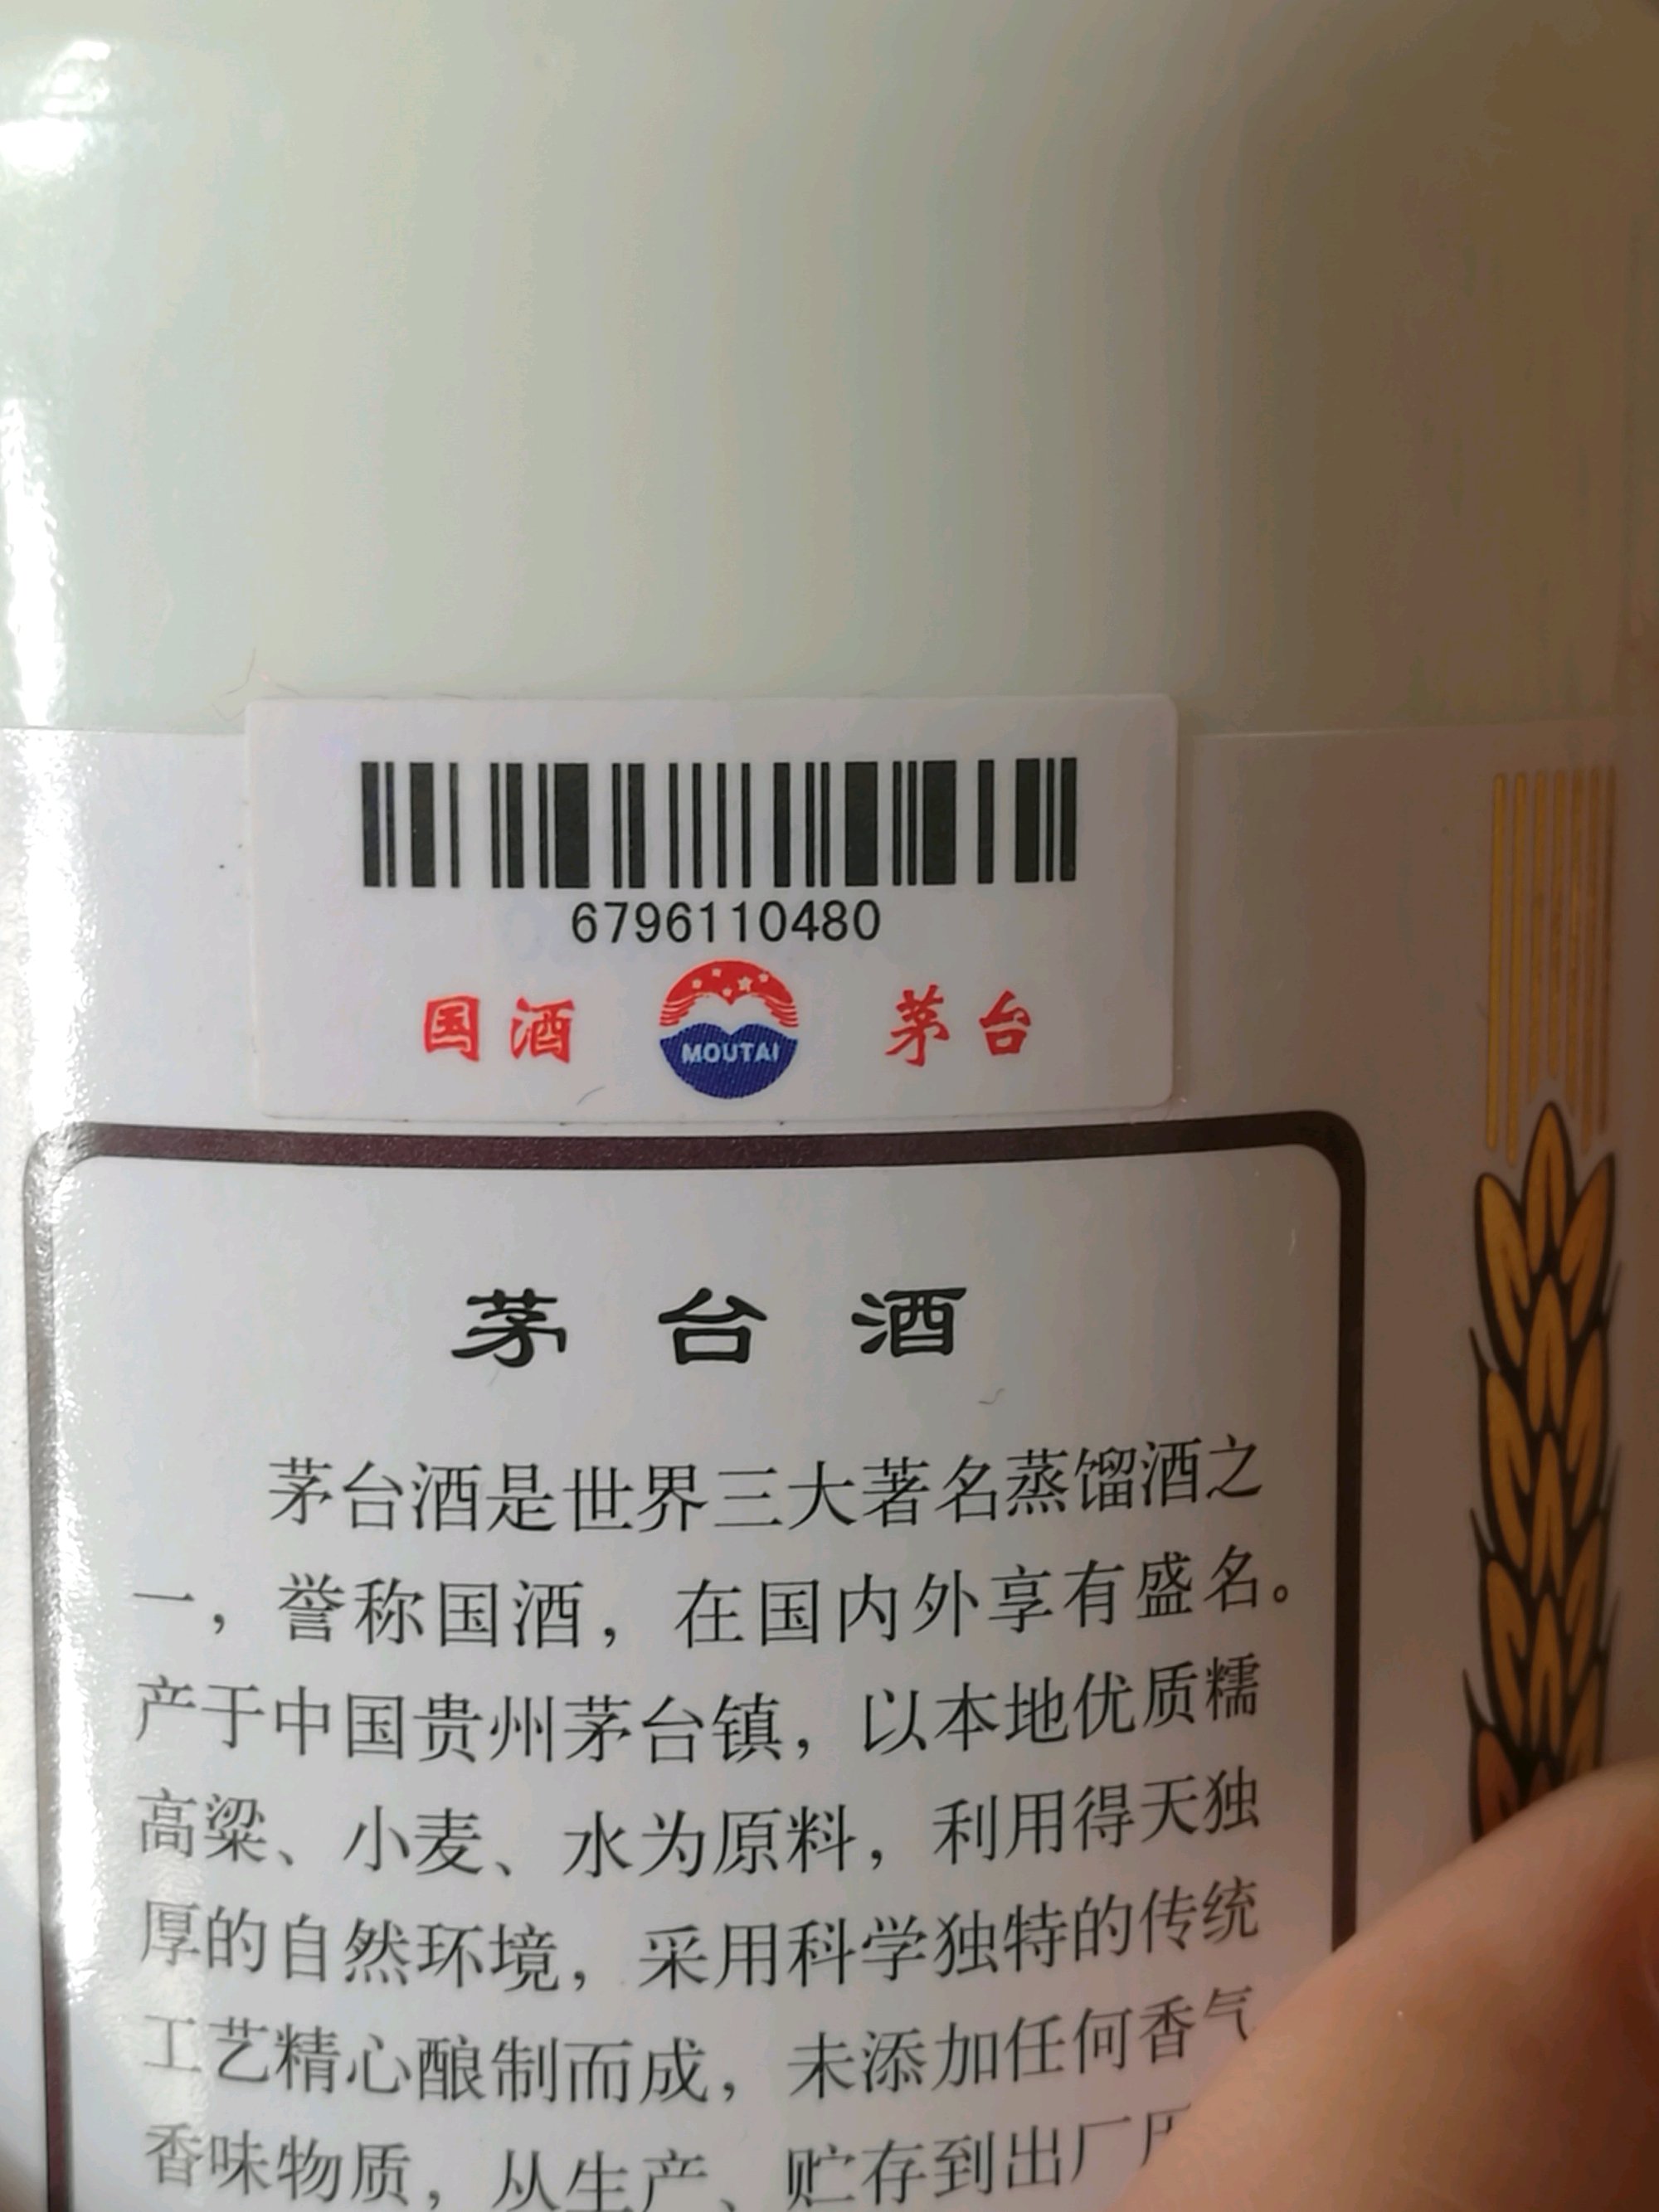 6796110480
国酒 MOUTAI 茅台
茅台酒
茅台酒是世界三大著名蒸馏酒之
一，誉称国酒，在国内外享有盛名。
产于中国贵州茅台镇，以本地优质糯
高粱、小麦、水为原料，利用得天独
厚的自然环境，采用科学独特的传统
工艺精心酿制而成，未添加任何香气
香味物质，从生产、贮存到出厂历